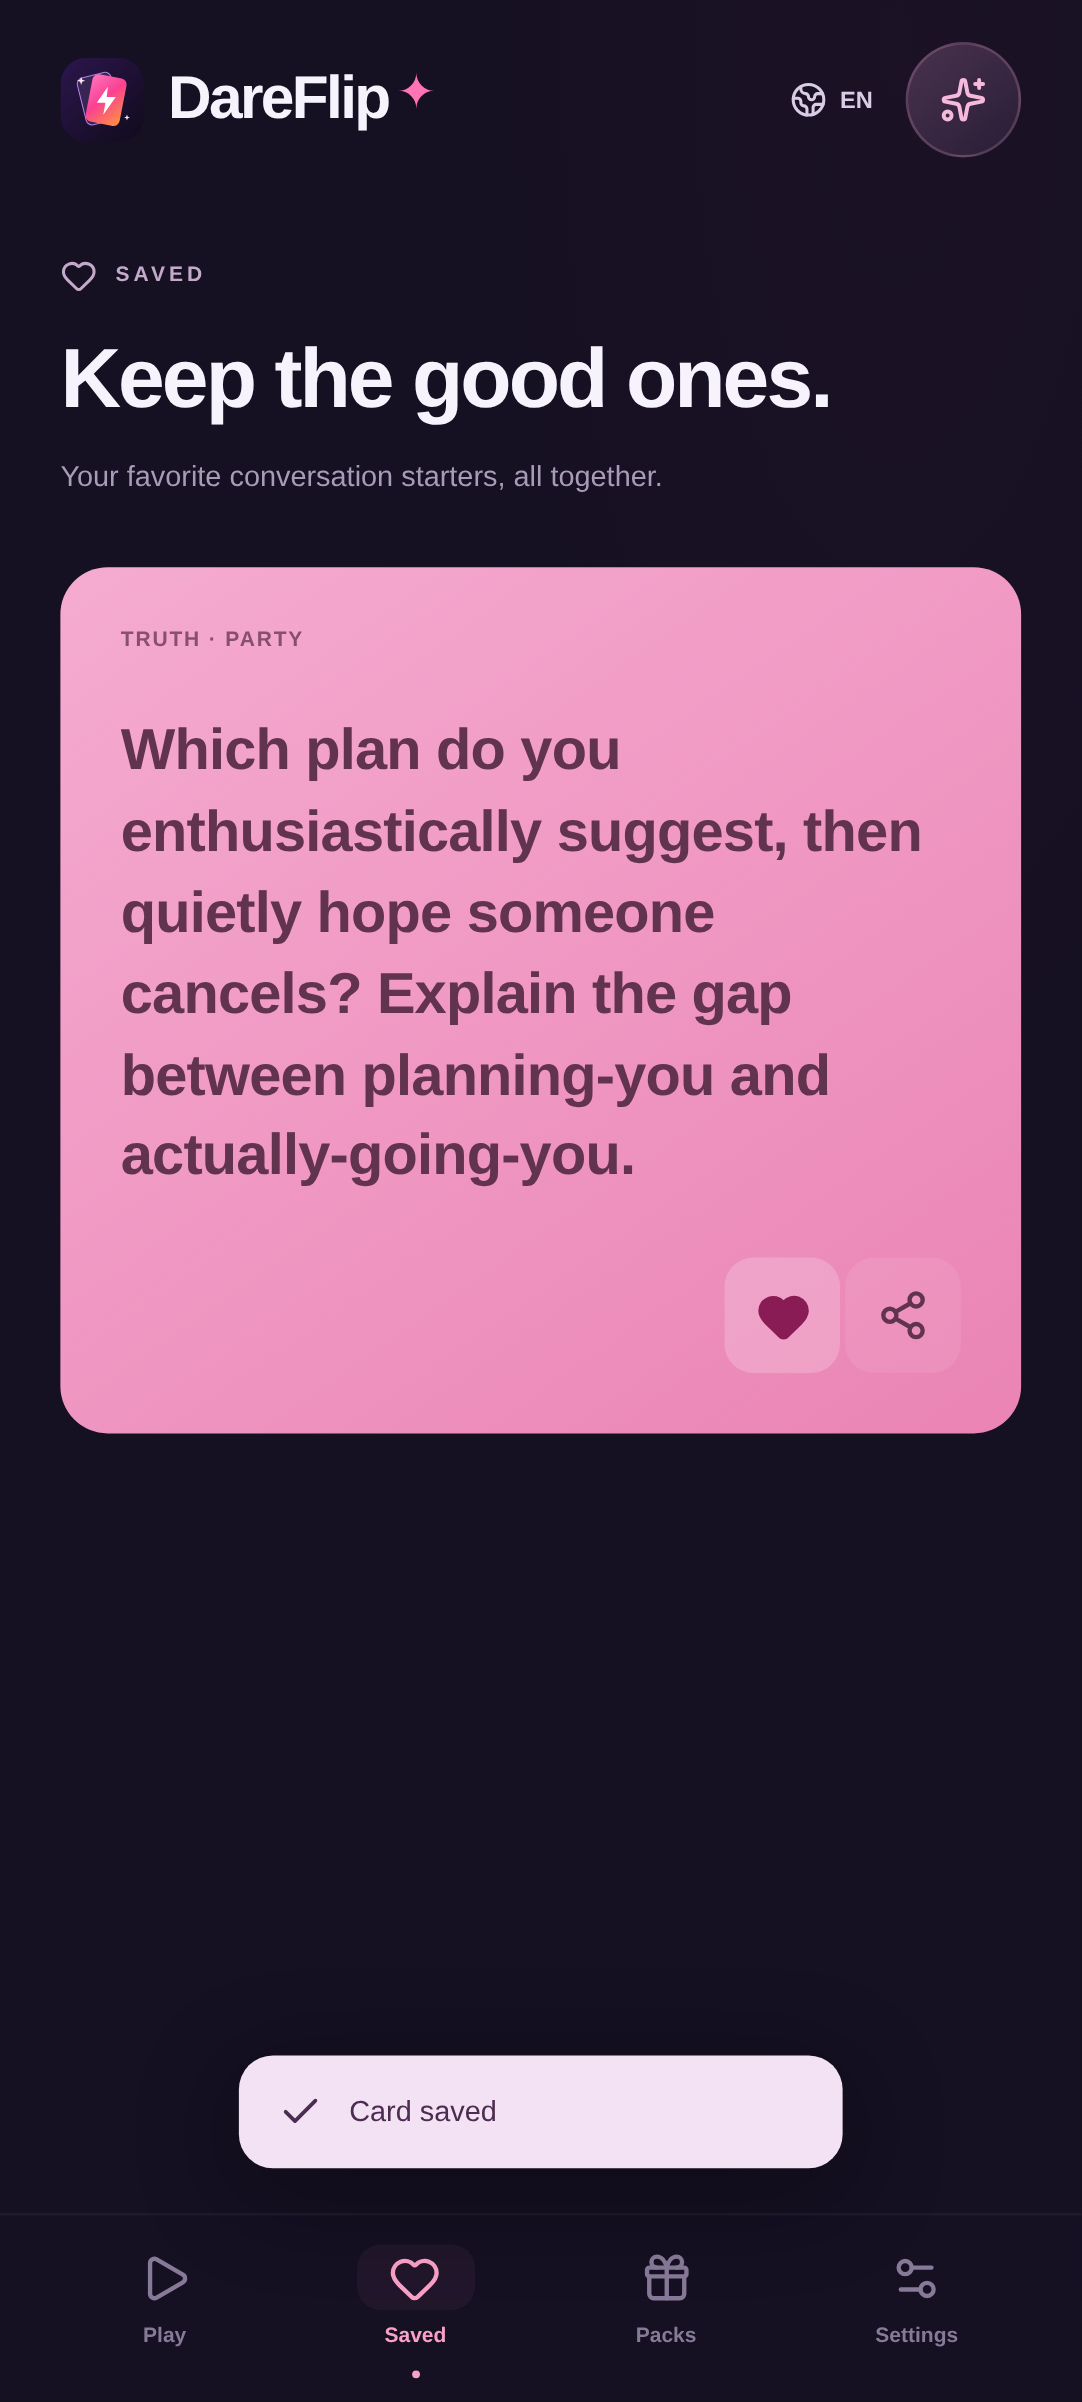 DareFlip
EN
SAVED
Keep the good ones.
Your favorite conversation starters, all together.
TRUTH · PARTY
Which plan do you
enthusiastically suggest, then
quietly hope someone
cancels? Explain the gap
between planning-you and
actually-going-you.
Card saved
Play
Saved
Packs
Settings